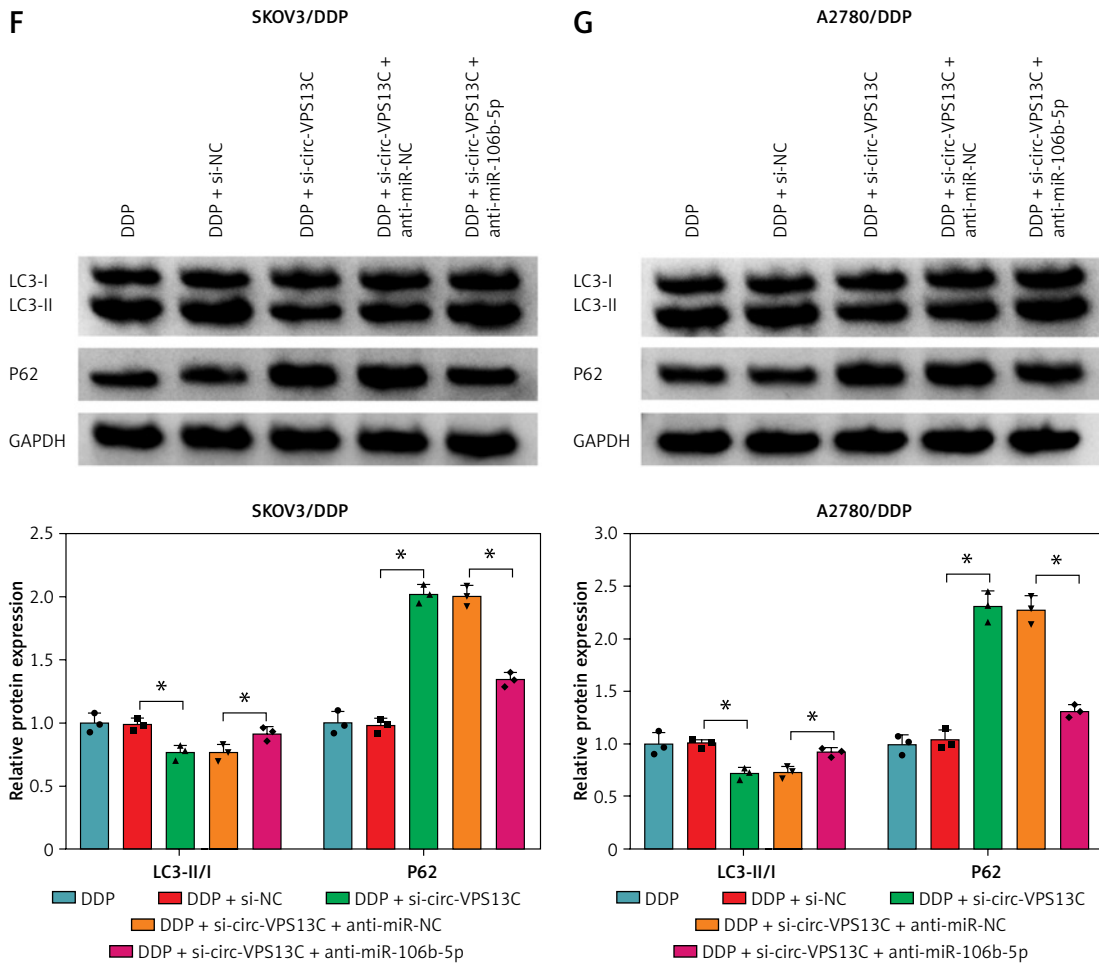 F
SKOV3/DDP
DDP
DDP + si-NC
DDP + si-circ-VPS13C
DDP + si-circ-VPS13C +
anti-miR-NC
DDP + si-circ-VPS13C +
anti-miR-106b-5p
LC3-I
LC3-II
P62
GAPDH
SKOV3/DDP
Relative protein expression
2.5
2.0
1.5
1.0
0.5
0
*
*
*
*
LC3-II/I
P62
DDP
DDP + si-NC
DDP + si-circ-VPS13C
DDP + si-circ-VPS13C + anti-miR-NC
DDP + si-circ-VPS13C + anti-miR-106b-5p
G
A2780/DDP
DDP
DDP + si-NC
DDP + si-circ-VPS13C
DDP + si-circ-VPS13C +
anti-miR-NC
DDP + si-circ-VPS13C +
anti-miR-106b-5p
LC3-I
LC3-II
P62
GAPDH
A2780/DDP
Relative protein expression
3.0
2.5
2.0
1.5
1.0
0.5
0
*
*
*
*
LC3-II/I
P62
DDP
DDP + si-NC
DDP + si-circ-VPS13C
DDP + si-circ-VPS13C + anti-miR-NC
DDP + si-circ-VPS13C + anti-miR-106b-5p